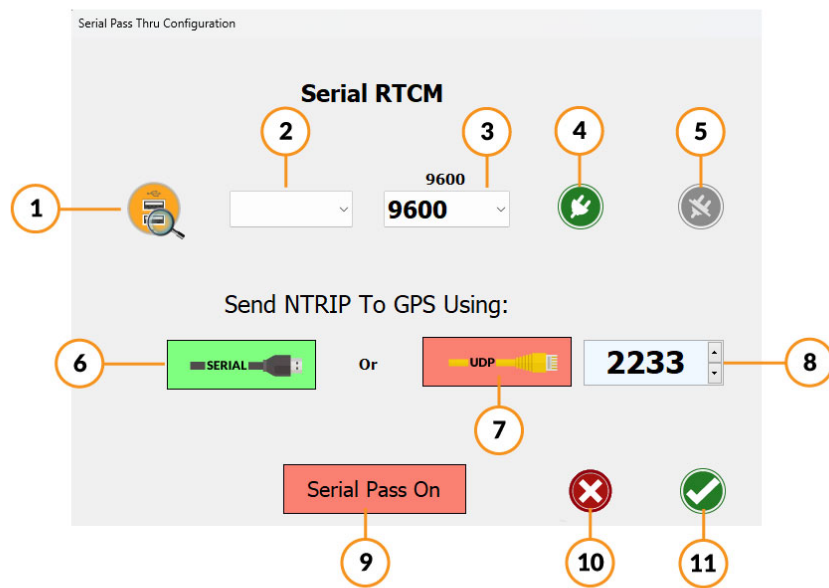 Serial Pass Thru Configuration
Serial RTCM
2
3
4
5
9600
1
9600
Send NTRIP To GPS Using:
6
SERIAL
Or
UDP
2233
8
7
Serial Pass On
9
10
11